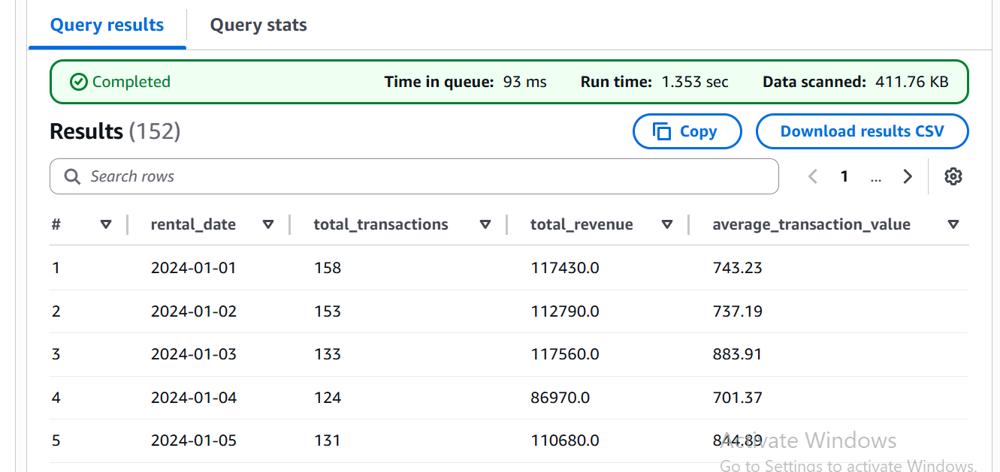 Query results Query stats
Completed Time in queue: 93 ms Run time: 1.353 sec Data scanned: 411.76 KB
Results (152) Copy Download results CSV
Search rows 1 ...
# rental_date total_transactions total_revenue average_transaction_value
1 2024-01-01 158 117430.0 743.23
2 2024-01-02 153 112790.0 737.19
3 2024-01-03 133 117560.0 883.91
4 2024-01-04 124 86970.0 701.37
5 2024-01-05 131 110680.0 844.89
Activate Windows
Go to Settings to activate Windows.